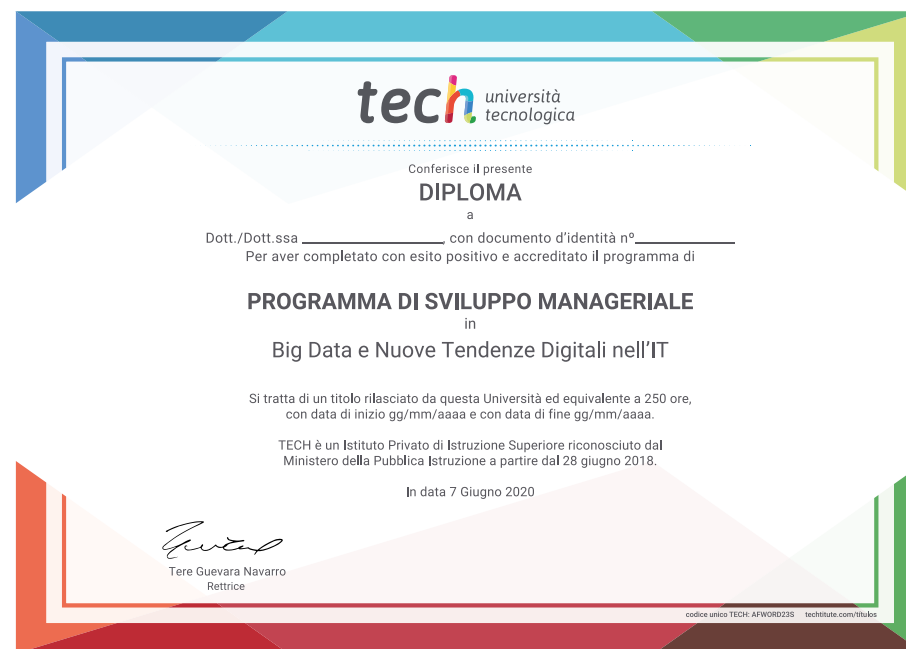 tech università
tecnologica
Conferisce il presente
DIPLOMA
a
Dott./Dott.ssa ____________________, con documento d'identità nº______________
Per aver completato con esito positivo e accreditato il programma di
PROGRAMMA DI SVILUPPO MANAGERIALE
in
Big Data e Nuove Tendenze Digitali nell'IT
Si tratta di un titolo rilasciato da questa Università ed equivalente a 250 ore,
con data di inizio gg/mm/aaaa e con data di fine gg/mm/aaaa.
TECH è un Istituto Privato di Istruzione Superiore riconosciuto dal
Ministero della Pubblica Istruzione a partire dal 28 giugno 2018.
In data 7 Giugno 2020
Tere Guevara Navarro
Rettrice
codice unico TECH: AFWORD23S techtitute.com/titulos